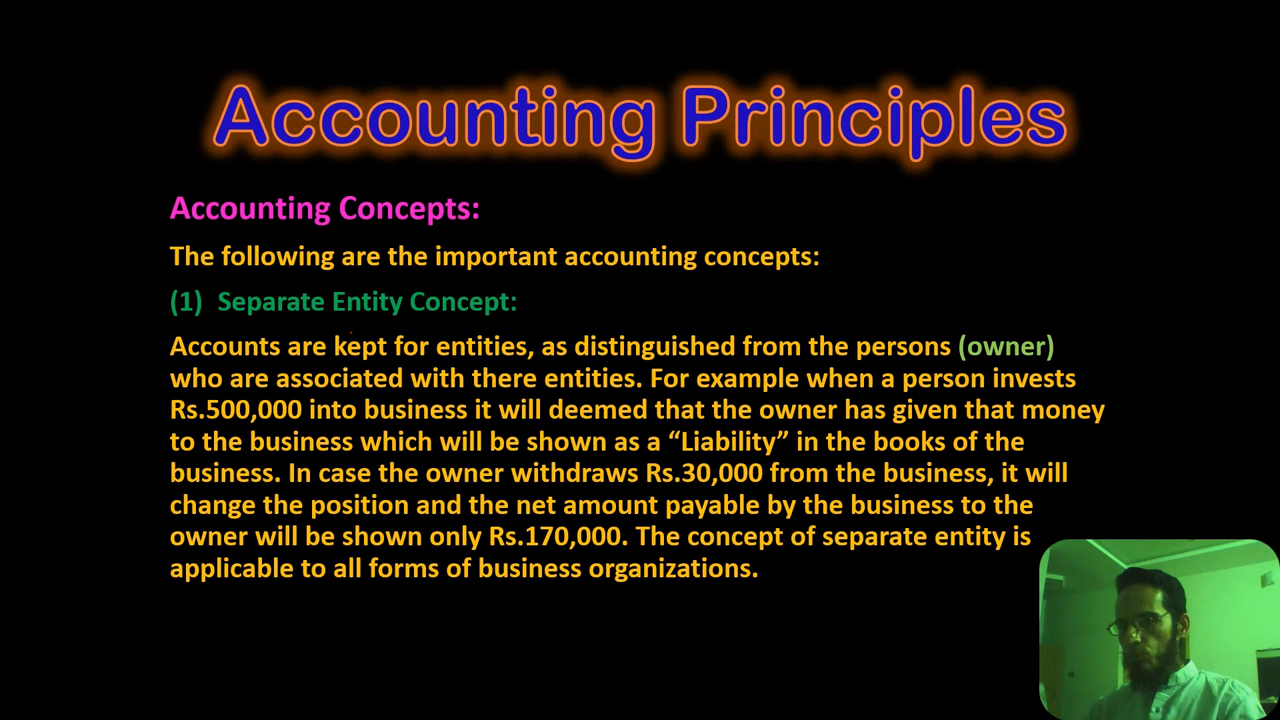 Accounting Principles
Accounting Concepts:
The following are the important accounting concepts:
(1) Separate Entity Concept:
Accounts are kept for entities, as distinguished from the persons (owner)
who are associated with there entities. For example when a person invests
Rs.500,000 into business it will deemed that the owner has given that money
to the business which will be shown as a “Liability” in the books of the
business. In case the owner withdraws Rs.30,000 from the business, it will
change the position and the net amount payable by the business to the
owner will be shown only Rs.170,000. The concept of separate entity is
applicable to all forms of business organizations.